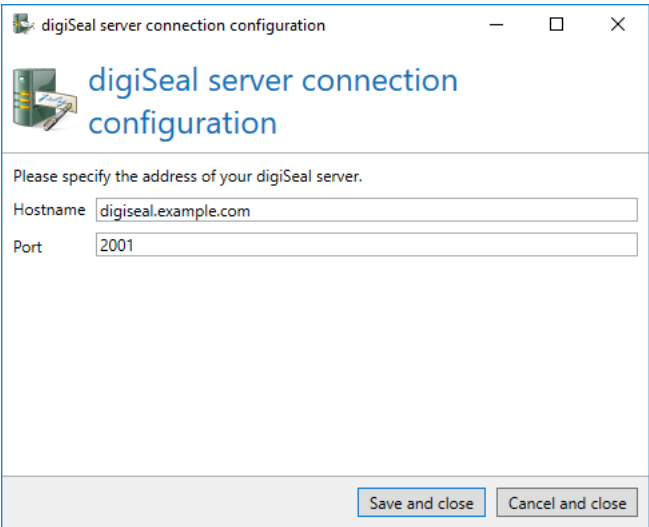 digiSeal server connection configuration
digiSeal server connection
configuration
Please specify the address of your digiSeal server.
Hostname digiseal.example.com
Port 2001
Save and close Cancel and close